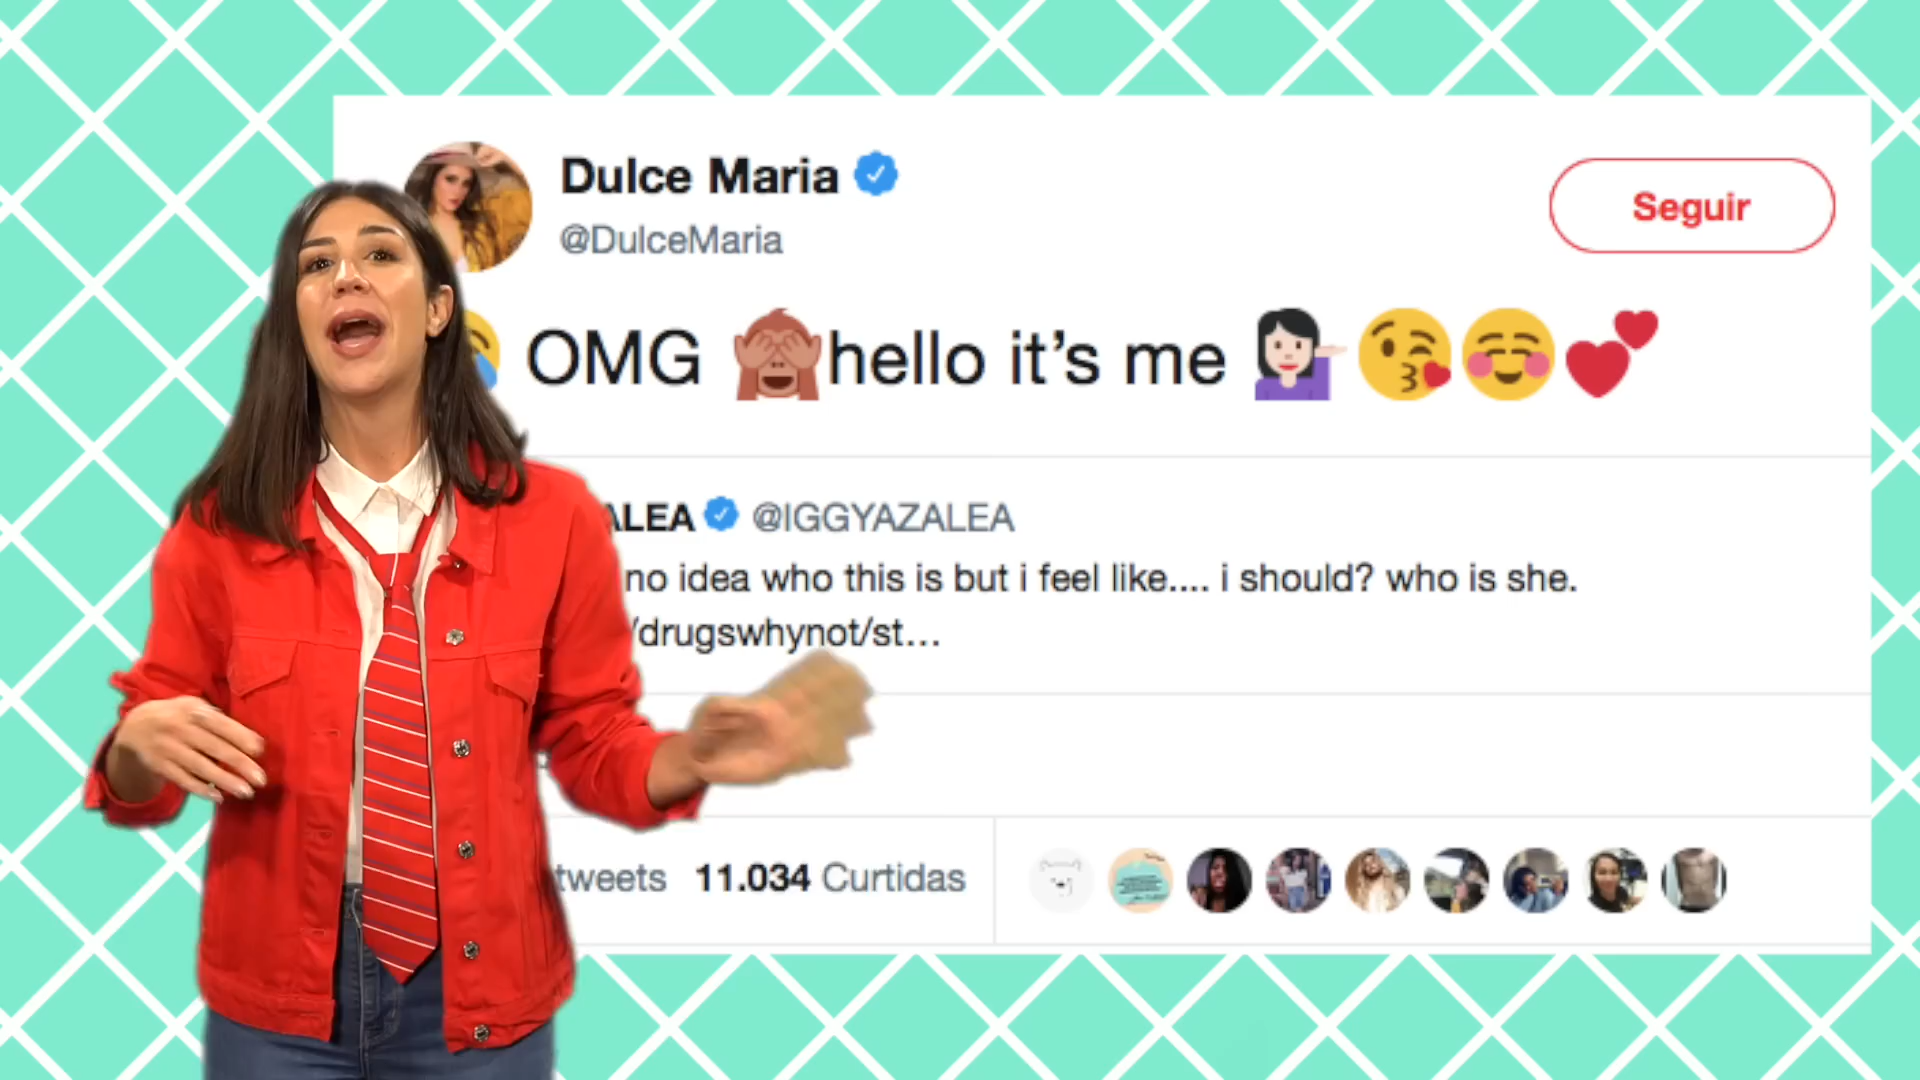 Dulce Maria
@DulceMaria
Seguir
OMG hello it’s me
ALEA @IGGYAZALEA
no idea who this is but i feel like.... i should? who is she.
/drugswhynot/st...
tweets 11.034 Curtidas